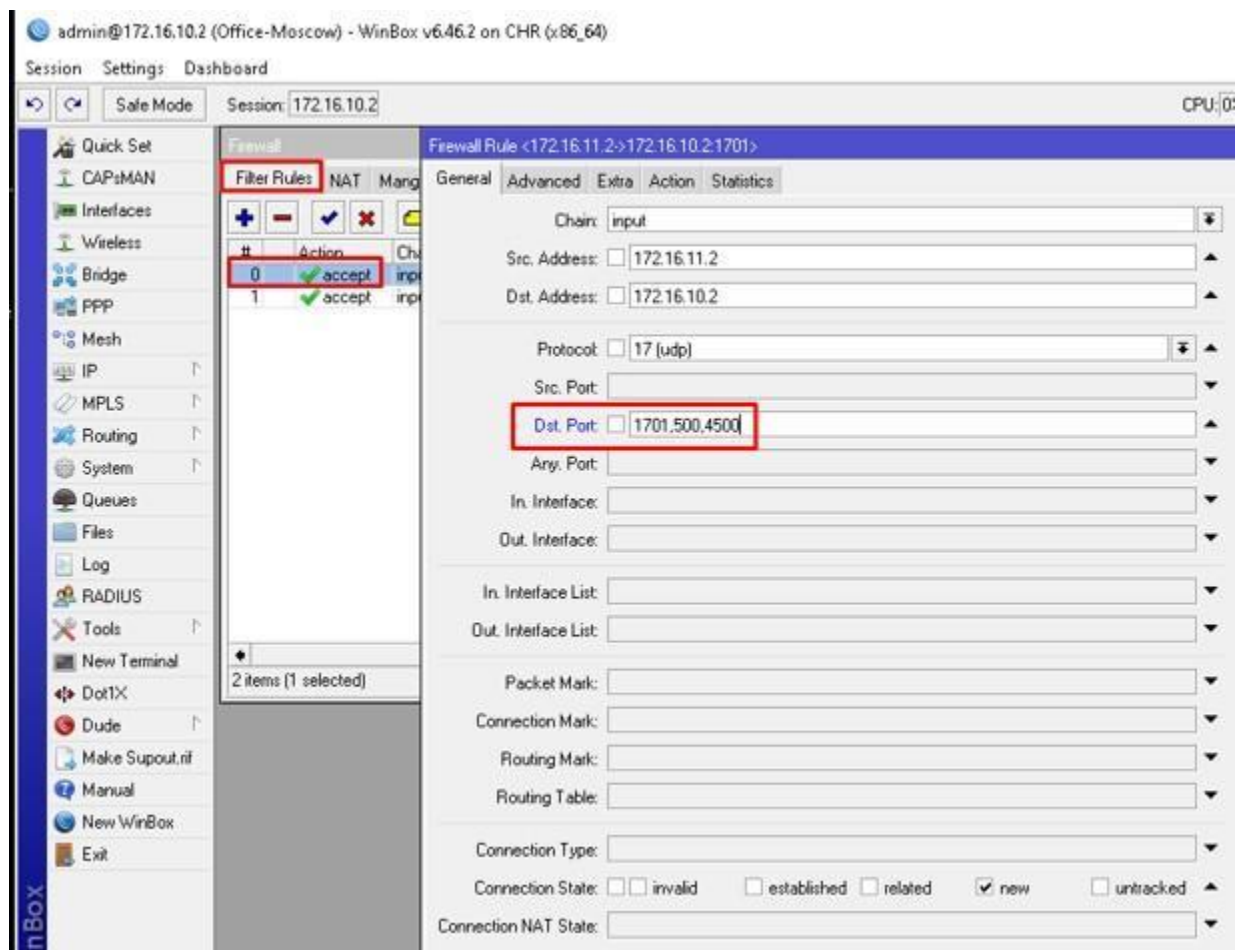 admin@172.16.10.2 (Office-Moscow) - WinBox v6.46.2 on CHR (x86_64)
Session Settings Dashboard
Safe Mode Session: 172.16.10.2 CPU: 0%
Quick Set
CAPsMAN
Interfaces
Wireless
Bridge
PPP
Mesh
IP
MPLS
Routing
System
Queues
Files
Log
RADIUS
Tools
New Terminal
Dot1X
Dude
Make Supout.rif
Manual
New WinBox
Exit
nBox
Firewall
Filter Rules NAT Mang
# Action Cha
0 accept inpu
1 accept inpu
2 items (1 selected)
Firewall Rule <172.16.11.2->172.16.10.2:1701>
General Advanced Extra Action Statistics
Chain: input
Src. Address: 172.16.11.2
Dst. Address: 172.16.10.2
Protocol: 17 (udp)
Src. Port:
Dst. Port: 1701,500,4500
Any. Port:
In. Interface:
Out. Interface:
In. Interface List:
Out. Interface List:
Packet Mark:
Connection Mark:
Routing Mark:
Routing Table:
Connection Type:
Connection State: invalid established related new untracked
Connection NAT State: